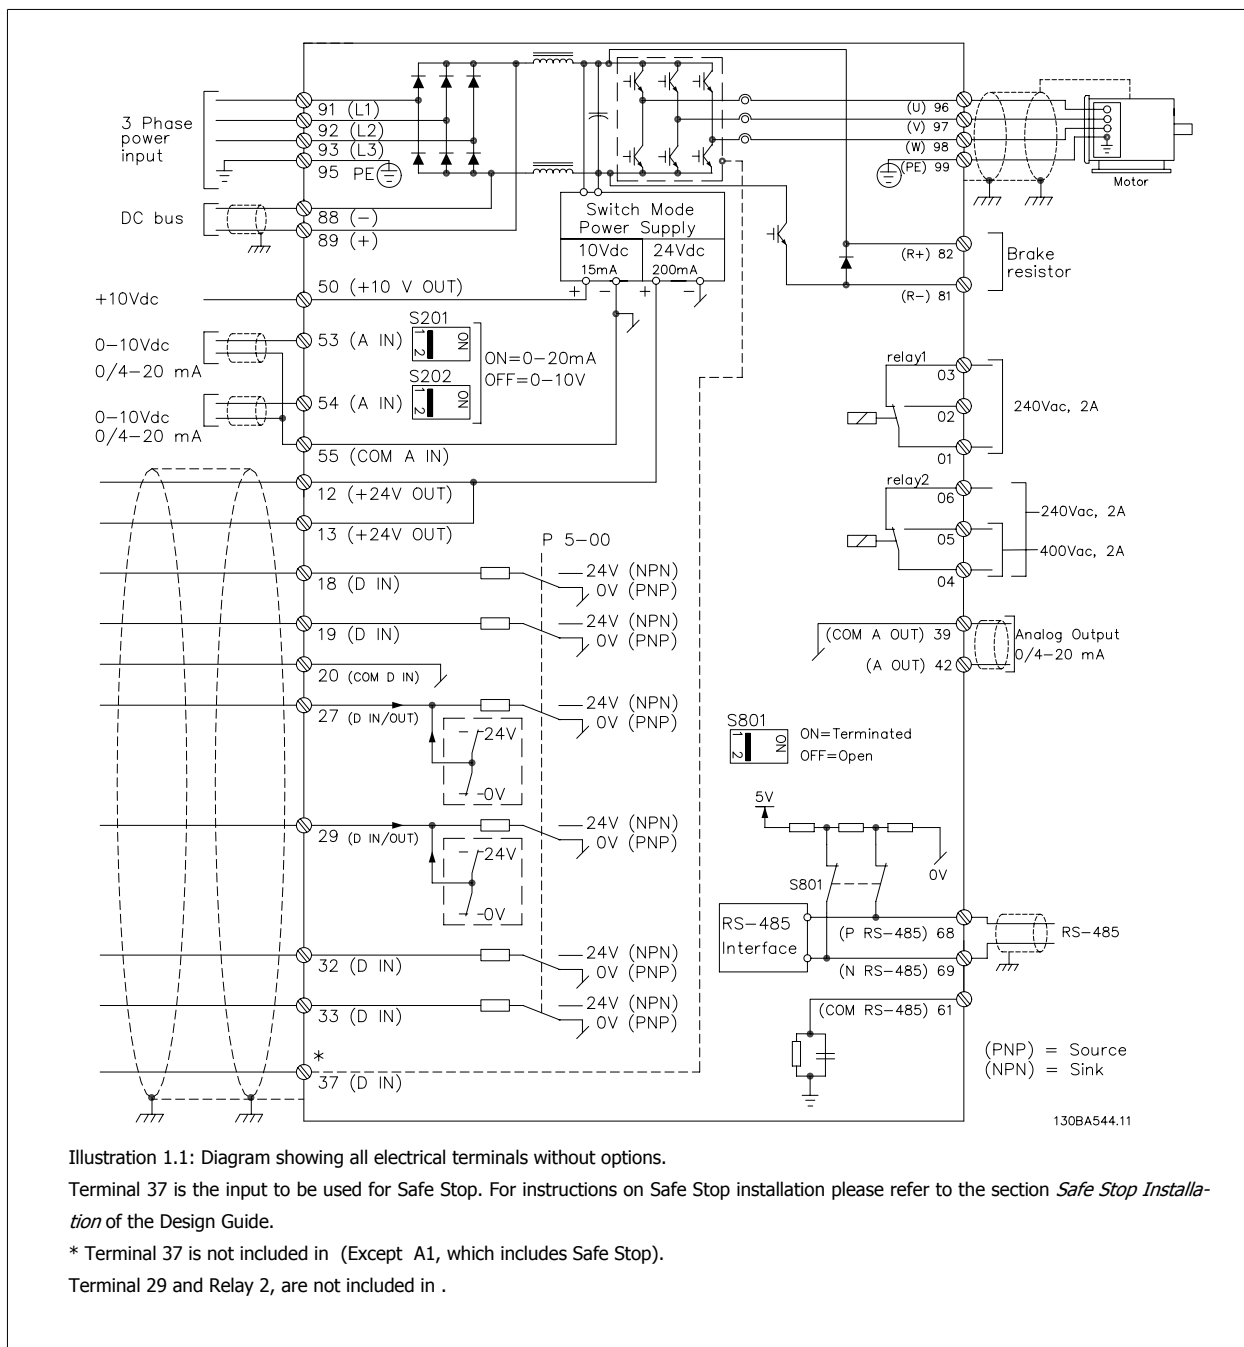 3 Phase
power
input
91 (L1)
92 (L2)
93 (L3)
95 PE
DC bus
88 (-)
89 (+)
+10Vdc
50 (+10 V OUT)
0-10Vdc
0/4-20 mA
53 (A IN)
0-10Vdc
0/4-20 mA
54 (A IN)
55 (COM A IN)
12 (+24V OUT)
13 (+24V OUT)
18 (D IN)
19 (D IN)
20 (COM D IN)
27 (D IN/OUT)
29 (D IN/OUT)
32 (D IN)
33 (D IN)
*
37 (D IN)
S201
1 2 ON
S202
1 2 ON
ON=0-20mA
OFF=0-10V
Switch Mode
Power Supply
10Vdc
15mA
24Vdc
200mA
+ - + -
P 5-00
24V (NPN)
0V (PNP)
24V (NPN)
0V (PNP)
24V (NPN)
0V (PNP)
24V
0V
24V (NPN)
0V (PNP)
24V
0V
24V (NPN)
0V (PNP)
24V (NPN)
0V (PNP)
(U) 96
(V) 97
(W) 98
(PE) 99
Motor
(R+) 82
(R-) 81
Brake
resistor
relay1
03
02
01
240Vac, 2A
relay2
06
05
04
240Vac, 2A
400Vac, 2A
(COM A OUT) 39
(A OUT) 42
Analog Output
0/4-20 mA
S801
1 2 ON
ON=Terminated
OFF=Open
5V
0V
S801
RS-485
Interface
(P RS-485) 68
(N RS-485) 69
(COM RS-485) 61
RS-485
(PNP) = Source
(NPN) = Sink
130BA544.11
Illustration 1.1: Diagram showing all electrical terminals without options.
Terminal 37 is the input to be used for Safe Stop. For instructions on Safe Stop installation please refer to the section Safe Stop Installa-
tion of the Design Guide.
* Terminal 37 is not included in (Except A1, which includes Safe Stop).
Terminal 29 and Relay 2, are not included in .